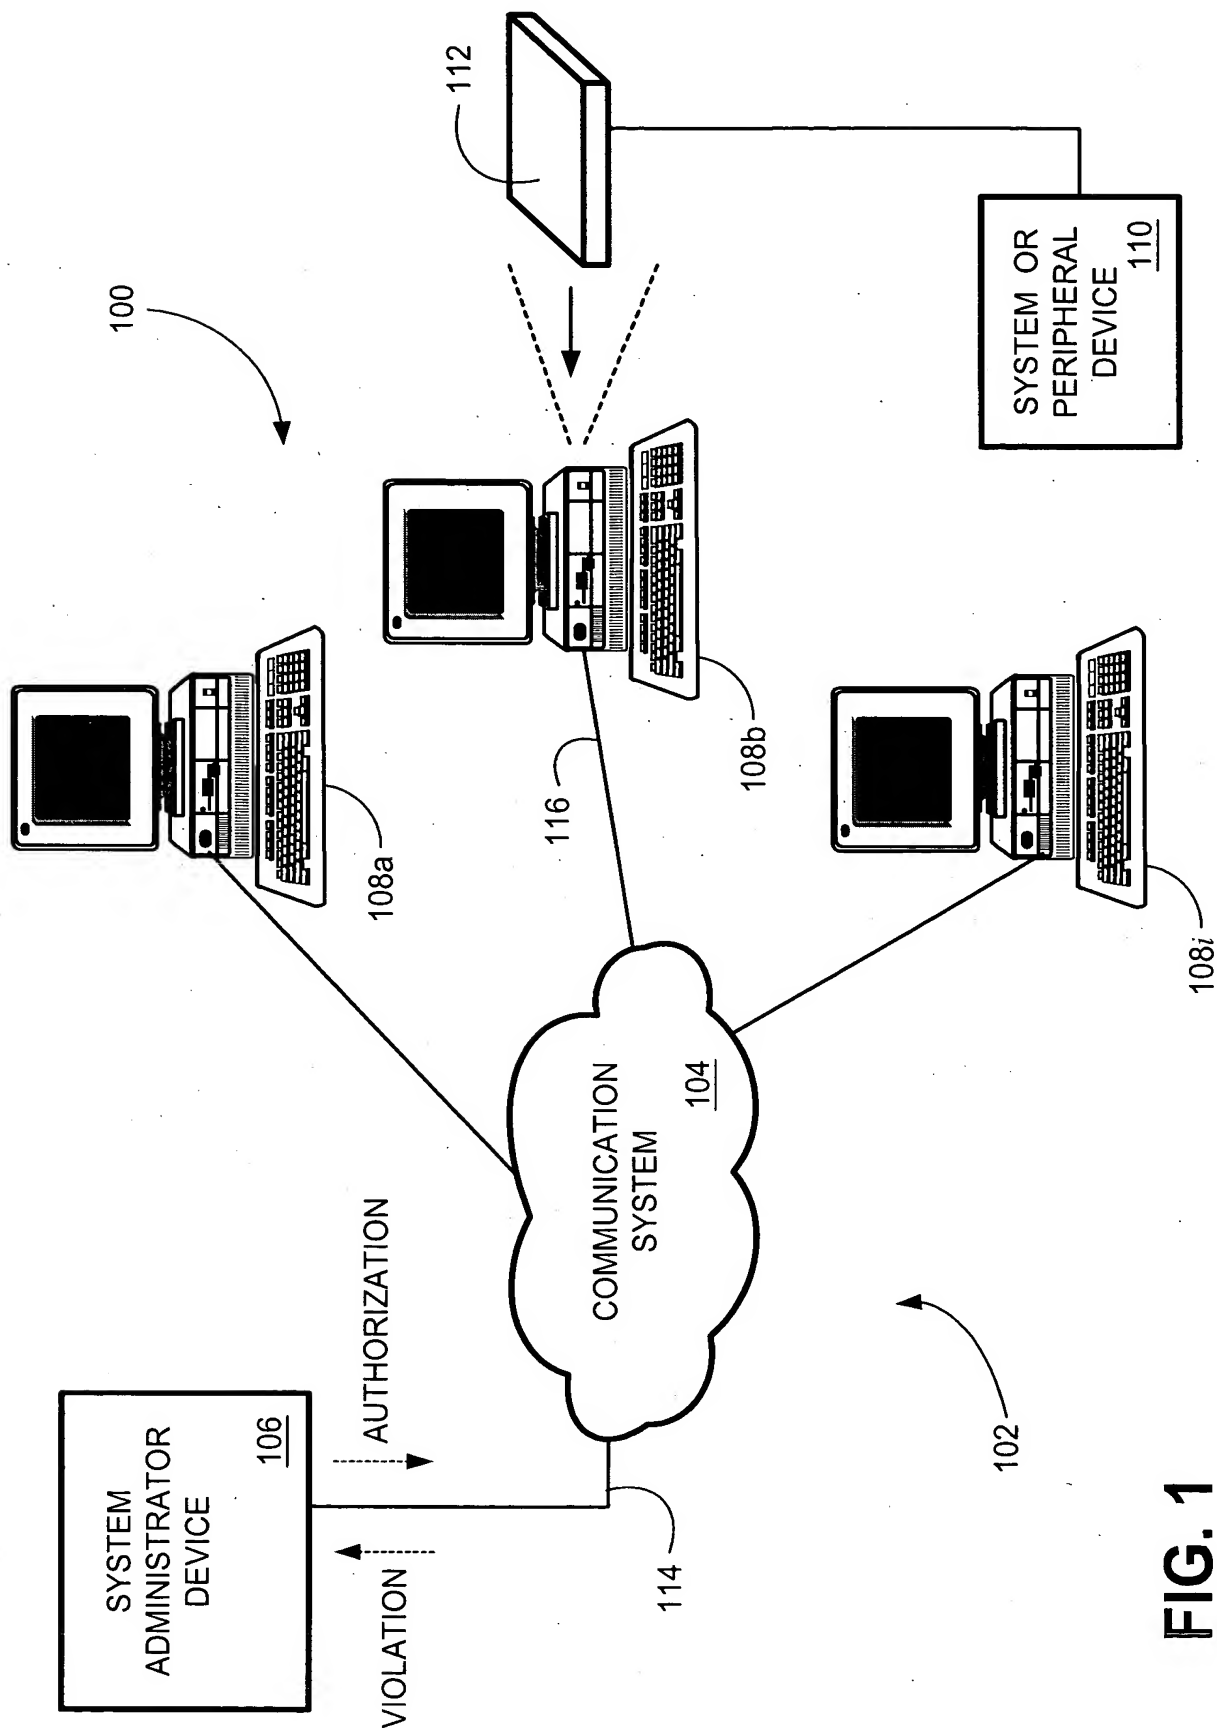 100
112
SYSTEM
ADMINISTRATOR
DEVICE
106
VIOLATION
AUTHORIZATION
114
COMMUNICATION
SYSTEM
104
102
108a
116
108b
108i
SYSTEM OR
PERIPHERAL
DEVICE
110
FIG. 1